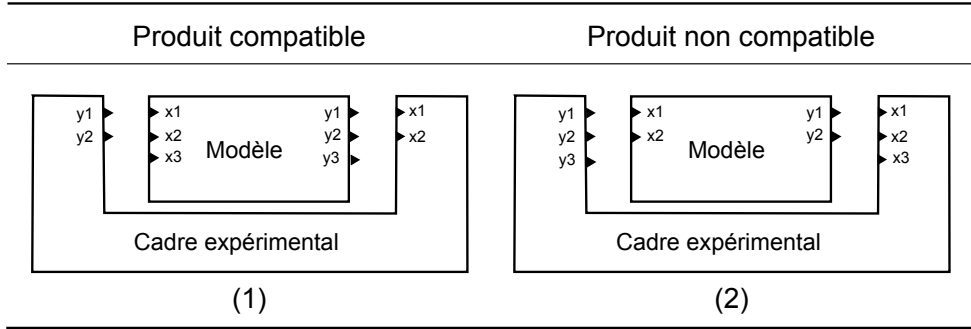 Produit compatible
Produit non compatible
y1 x1 y1 x1
y2 x2 y2 x2
x3 y3
Modèle
Cadre expérimental
(1)
y1 x1 y1 x1
y2 x2 y2 x2
y3 x3
Modèle
Cadre expérimental
(2)